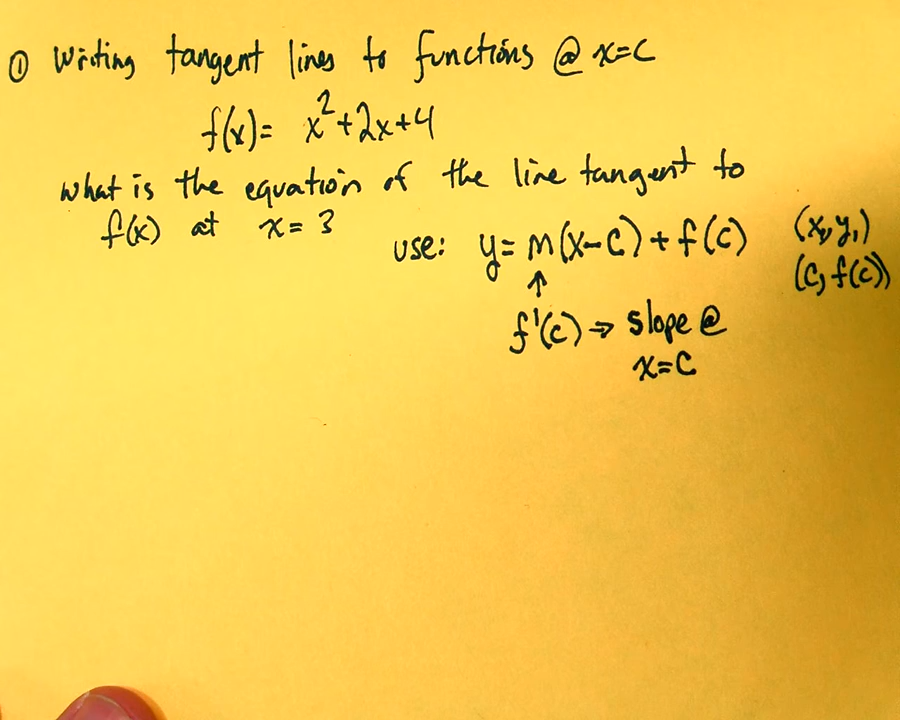 ① Writing tangent lines to functions @ x=c
f(x)= x²+2x+4
what is the equation of the line tangent to
f(x) at x= 3
use: y= m(x-c)+f(c) (x₁,y₁)
↑ (c, f(c))
f'(c) ⇒ slope @
x=c